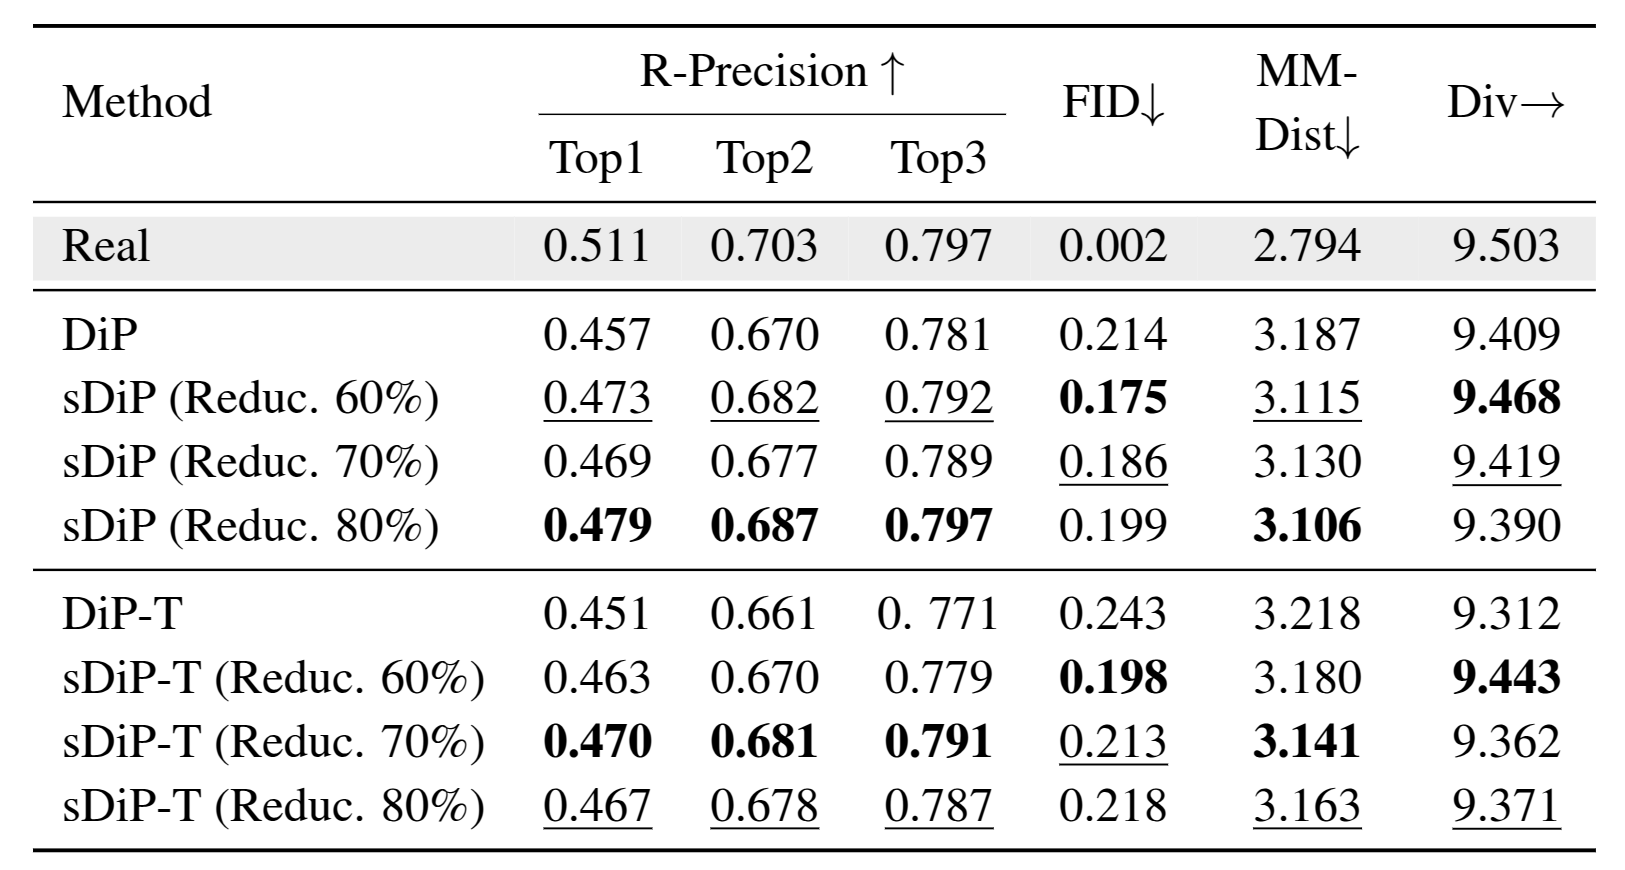 Method R-Precision ↑ FID↓ MM-Dist↓ Div→
Top1 Top2 Top3
Real 0.511 0.703 0.797 0.002 2.794 9.503
DiP 0.457 0.670 0.781 0.214 3.187 9.409
sDiP (Reduc. 60%) 0.473 0.682 0.792 0.175 3.115 9.468
sDiP (Reduc. 70%) 0.469 0.677 0.789 0.186 3.130 9.419
sDiP (Reduc. 80%) 0.479 0.687 0.797 0.199 3.106 9.390
DiP-T 0.451 0.661 0. 771 0.243 3.218 9.312
sDiP-T (Reduc. 60%) 0.463 0.670 0.779 0.198 3.180 9.443
sDiP-T (Reduc. 70%) 0.470 0.681 0.791 0.213 3.141 9.362
sDiP-T (Reduc. 80%) 0.467 0.678 0.787 0.218 3.163 9.371